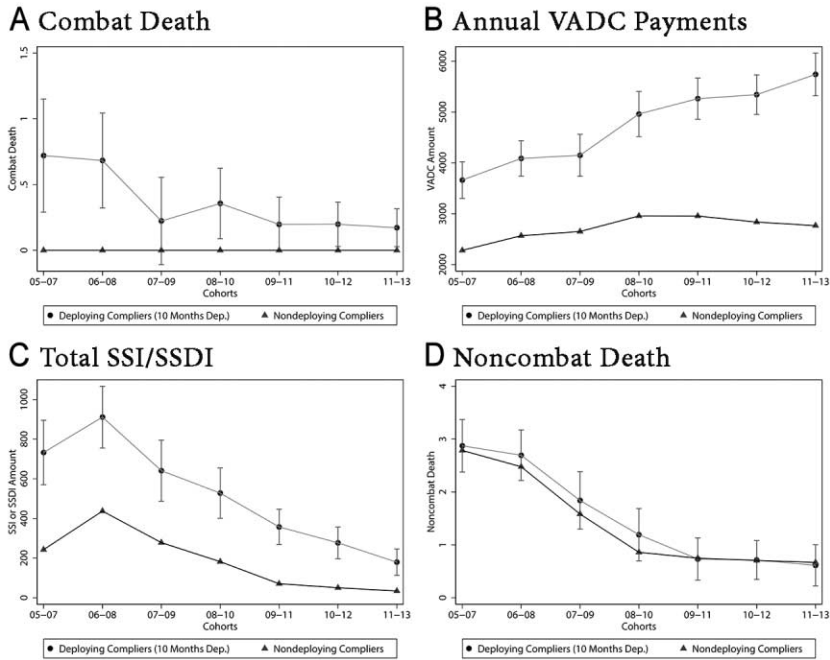 A Combat Death
1.5
1
.5
0
Combat Death
05–07 06–08 07–09 08–10 09–11 10–12 11–13
Cohorts
Deploying Compliers (10 Months Dep.) Nondeploying Compliers
B Annual VADC Payments
6000
5000
4000
3000
2000
VADC Amount
05–07 06–08 07–09 08–10 09–11 10–12 11–13
Cohorts
Deploying Compliers (10 Months Dep.) Nondeploying Compliers
C Total SSI/SSDI
1000
800
600
400
200
0
SSI or SSDI Amount
05–07 06–08 07–09 08–10 09–11 10–12 11–13
Cohorts
Deploying Compliers (10 Months Dep.) Nondeploying Compliers
D Noncombat Death
4
3
2
1
0
Noncombat Death
05–07 06–08 07–09 08–10 09–11 10–12 11–13
Cohorts
Deploying Compliers (10 Months Dep.) Nondeploying Compliers